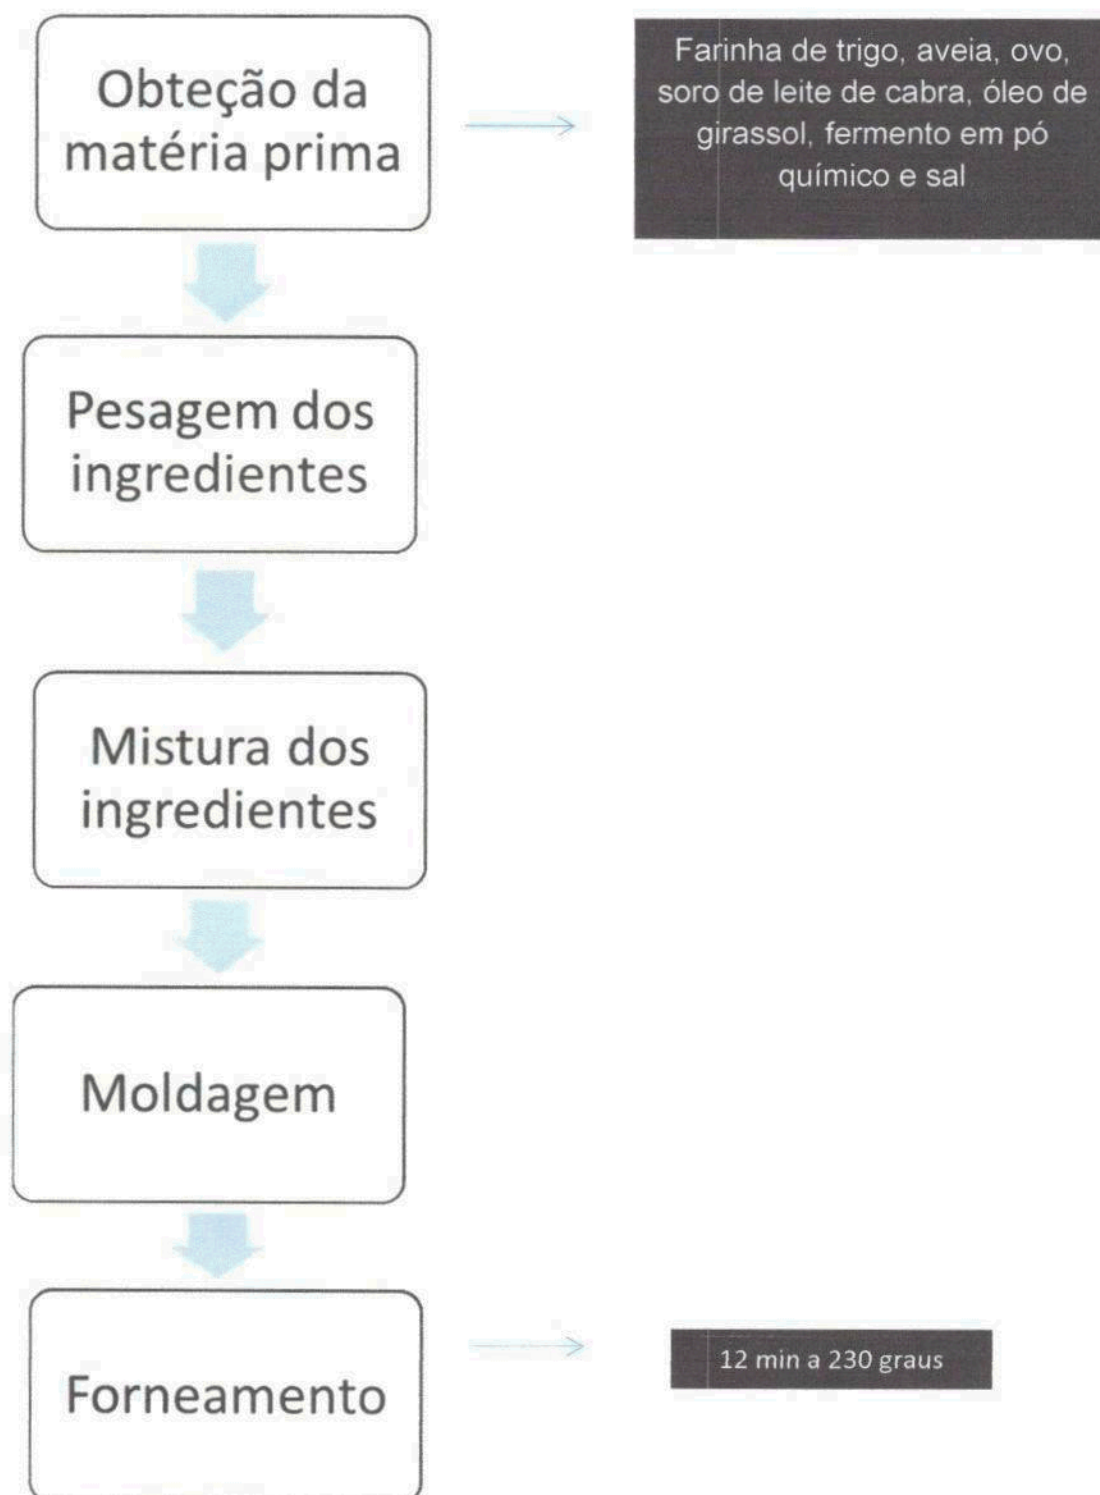 Obteção da
matéria prima
Farinha de trigo, aveia, ovo,
soro de leite de cabra, óleo de
girassol, fermento em pó
químico e sal
Pesagem dos
ingredientes
Mistura dos
ingredientes
Moldagem
Forneamento
12 min a 230 graus